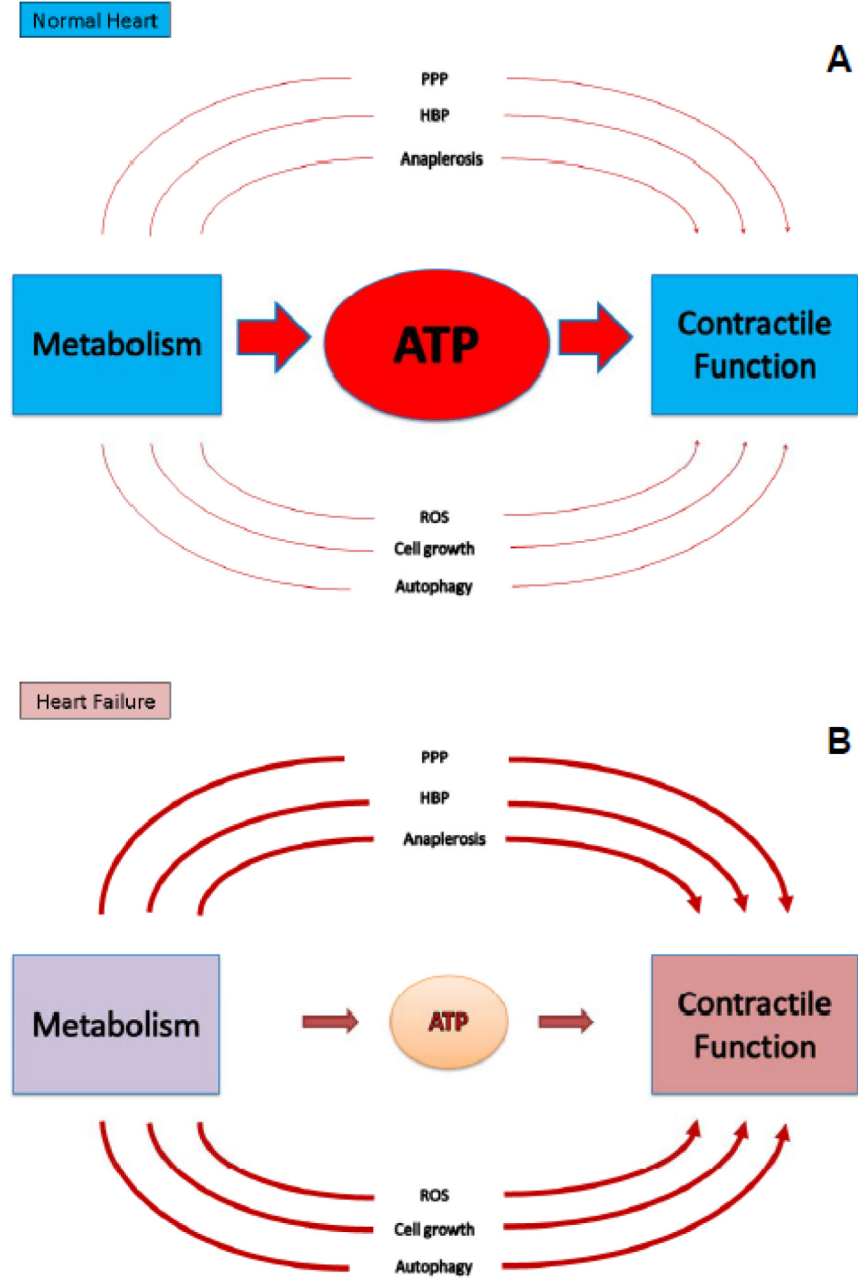 Normal Heart
A
PPP
HBP
Anaplerosis
Metabolism
ATP
Contractile
Function
ROS
Cell growth
Autophagy
Heart Failure
B
PPP
HBP
Anaplerosis
Metabolism
ATP
Contractile
Function
ROS
Cell growth
Autophagy